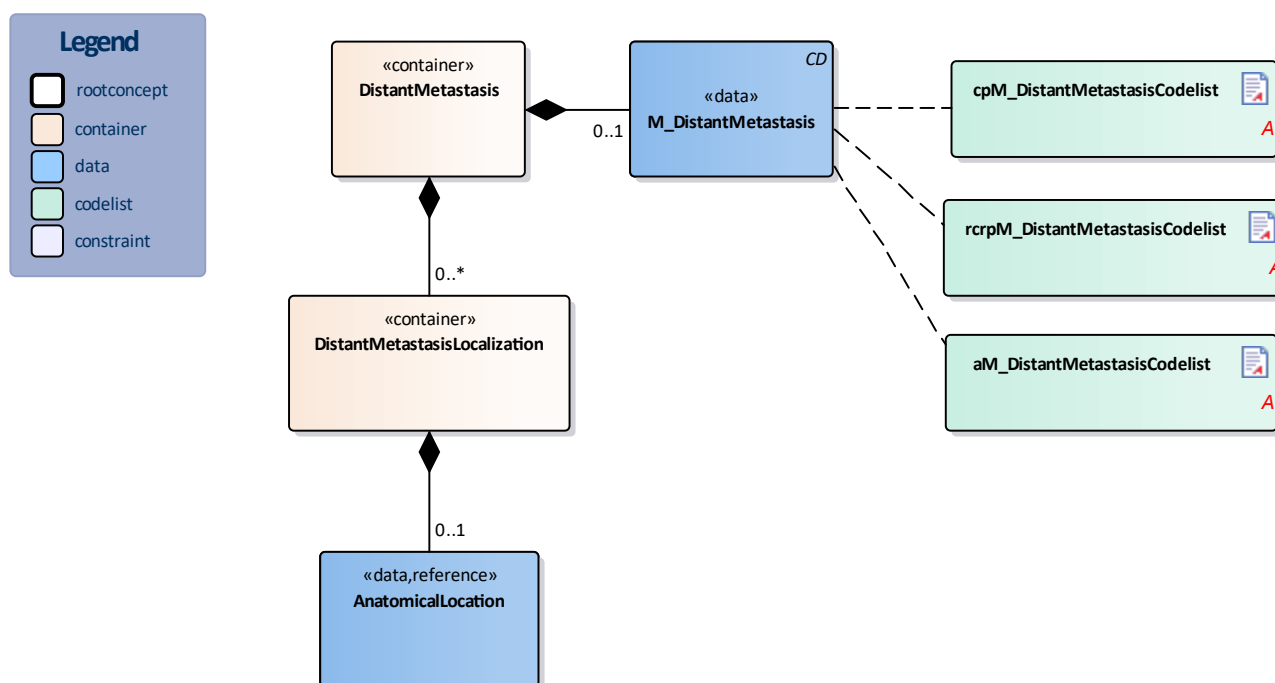 Legend
rootconcept
container
data
codelist
constraint
«container»
DistantMetastasis
0..1
CD
«data»
M_DistantMetastasis
cpM_DistantMetastasisCodelist
A
rcrpM_DistantMetastasisCodelist
A
aM_DistantMetastasisCodelist
A
0..*
«container»
DistantMetastasisLocalization
0..1
«data,reference»
AnatomicalLocation